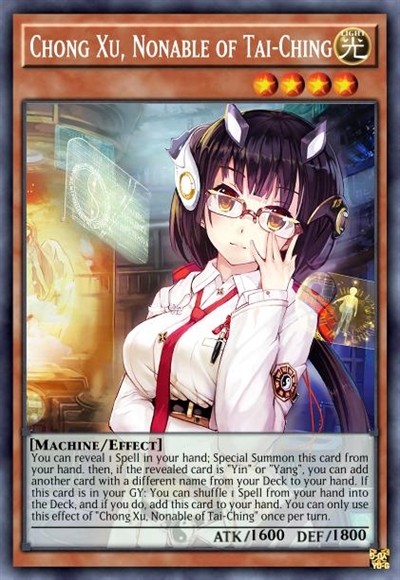 Chong Xu, Nonable of Tai-Ching
LIGHT
光
[Machine/Effect]
You can reveal 1 Spell in your hand; Special Summon this card from
your hand. then, if the revealed card is "Yin" or "Yang", you can add
another card with a different name from your Deck to your Hand. If
this card is in your GY: You can shuffle 1 Spell from your hand into
the Deck, and if you do, add this card to your hand. You can only use
this effect of "Chong Xu, Nonable of Tai-Ching" once per turn.
ATK/1600 DEF/1800